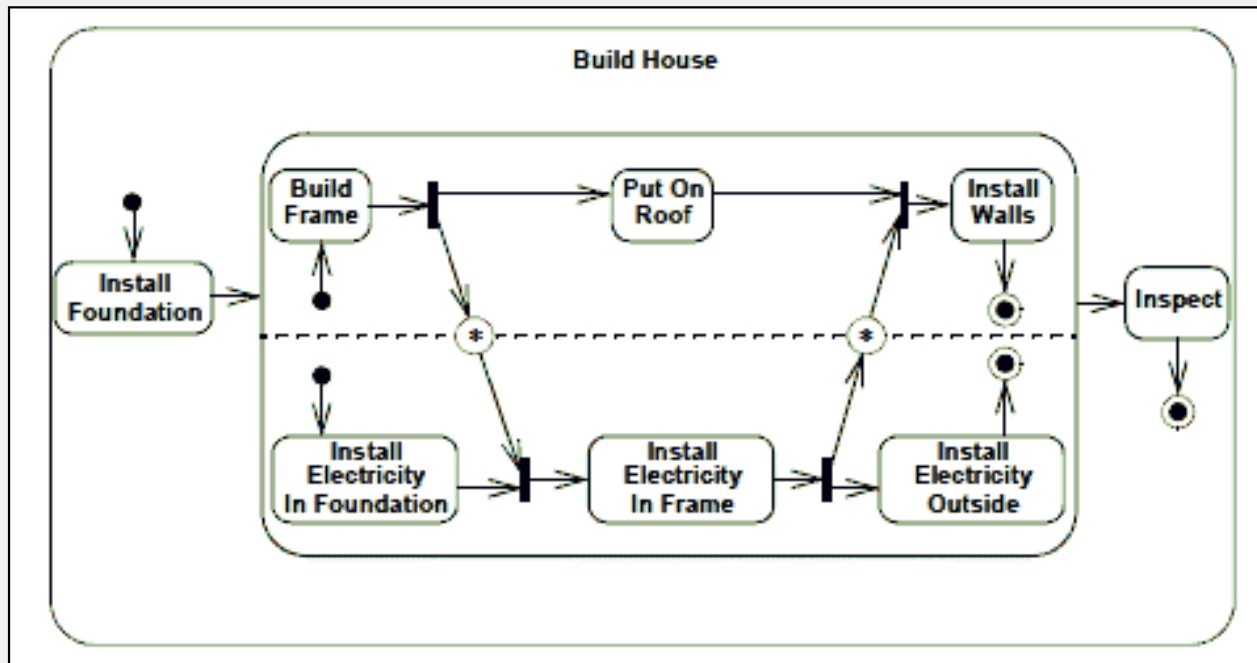 Build House
Build
Frame
Put On
Roof
Install
Walls
Install
Foundation
Inspect
*
*
Install
Electricity
In Foundation
Install
Electricity
In Frame
Install
Electricity
Outside